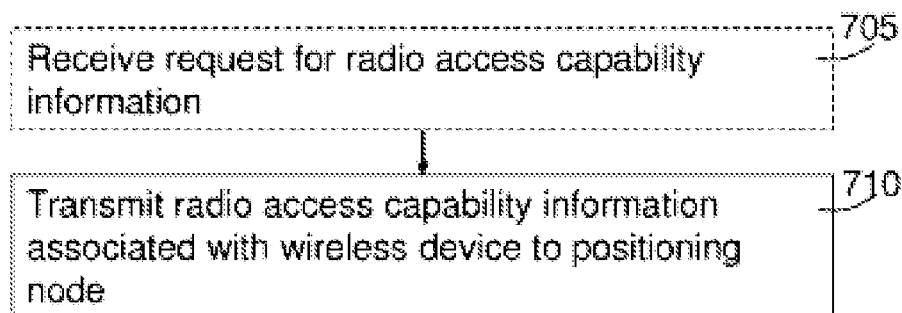 705
Receive request for radio access capability
information
710
Transmit radio access capability information
associated with wireless device to positioning
node